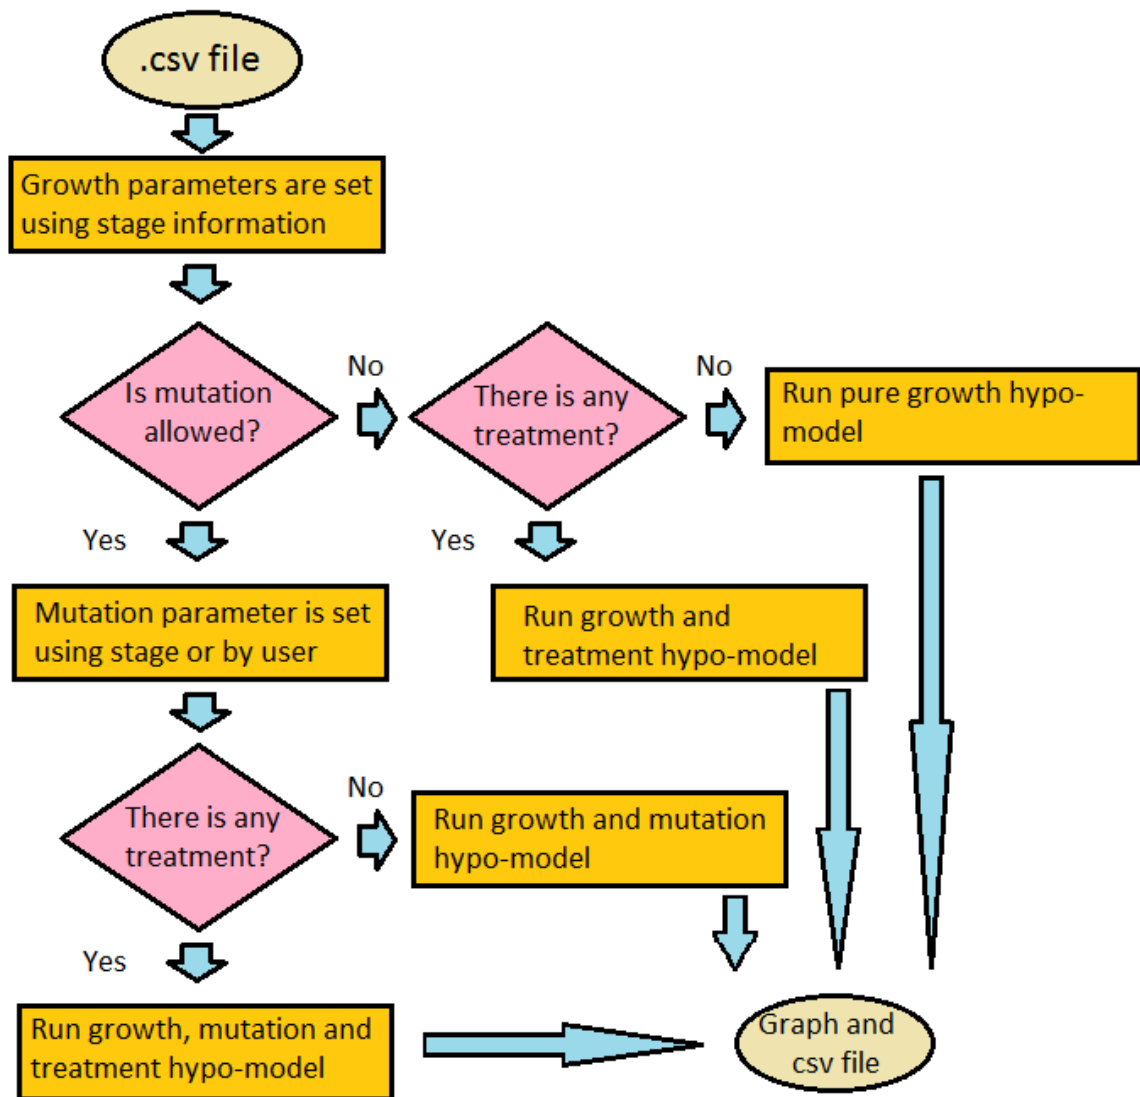 .csv file
Growth parameters are set
using stage information
Is mutation
allowed?
No
There is any
treatment?
No
Run pure growth hypo-
model
Yes
Yes
Mutation parameter is set
using stage or by user
Run growth and
treatment hypo-model
There is any
treatment?
No
Run growth and mutation
hypo-model
Yes
Run growth, mutation and
treatment hypo-model
Graph and
csv file